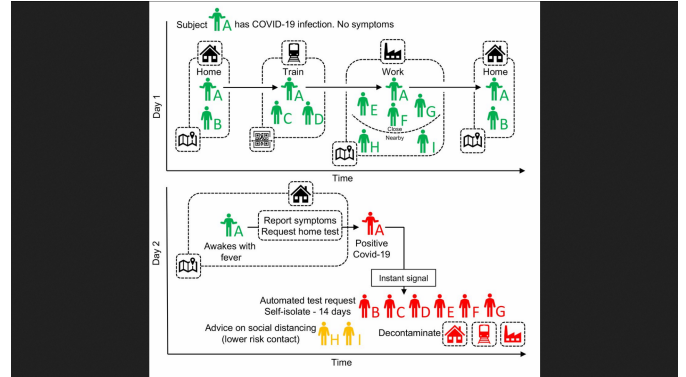 Subject A has COVID-19 infection. No symptoms
Day 1
Home
Train
Work
Home
A
A
A
A
B
C
D
E
F
G
B
Close
Nearby
H
I
Time
Day 2
A
Awakes with
fever
Report symptoms
Request home test
A
Positive
Covid-19
Instant signal
Automated test request
Self-isolate - 14 days
B C D E F G
Advice on social distancing
(lower risk contact)
H I
Decontaminate
Time